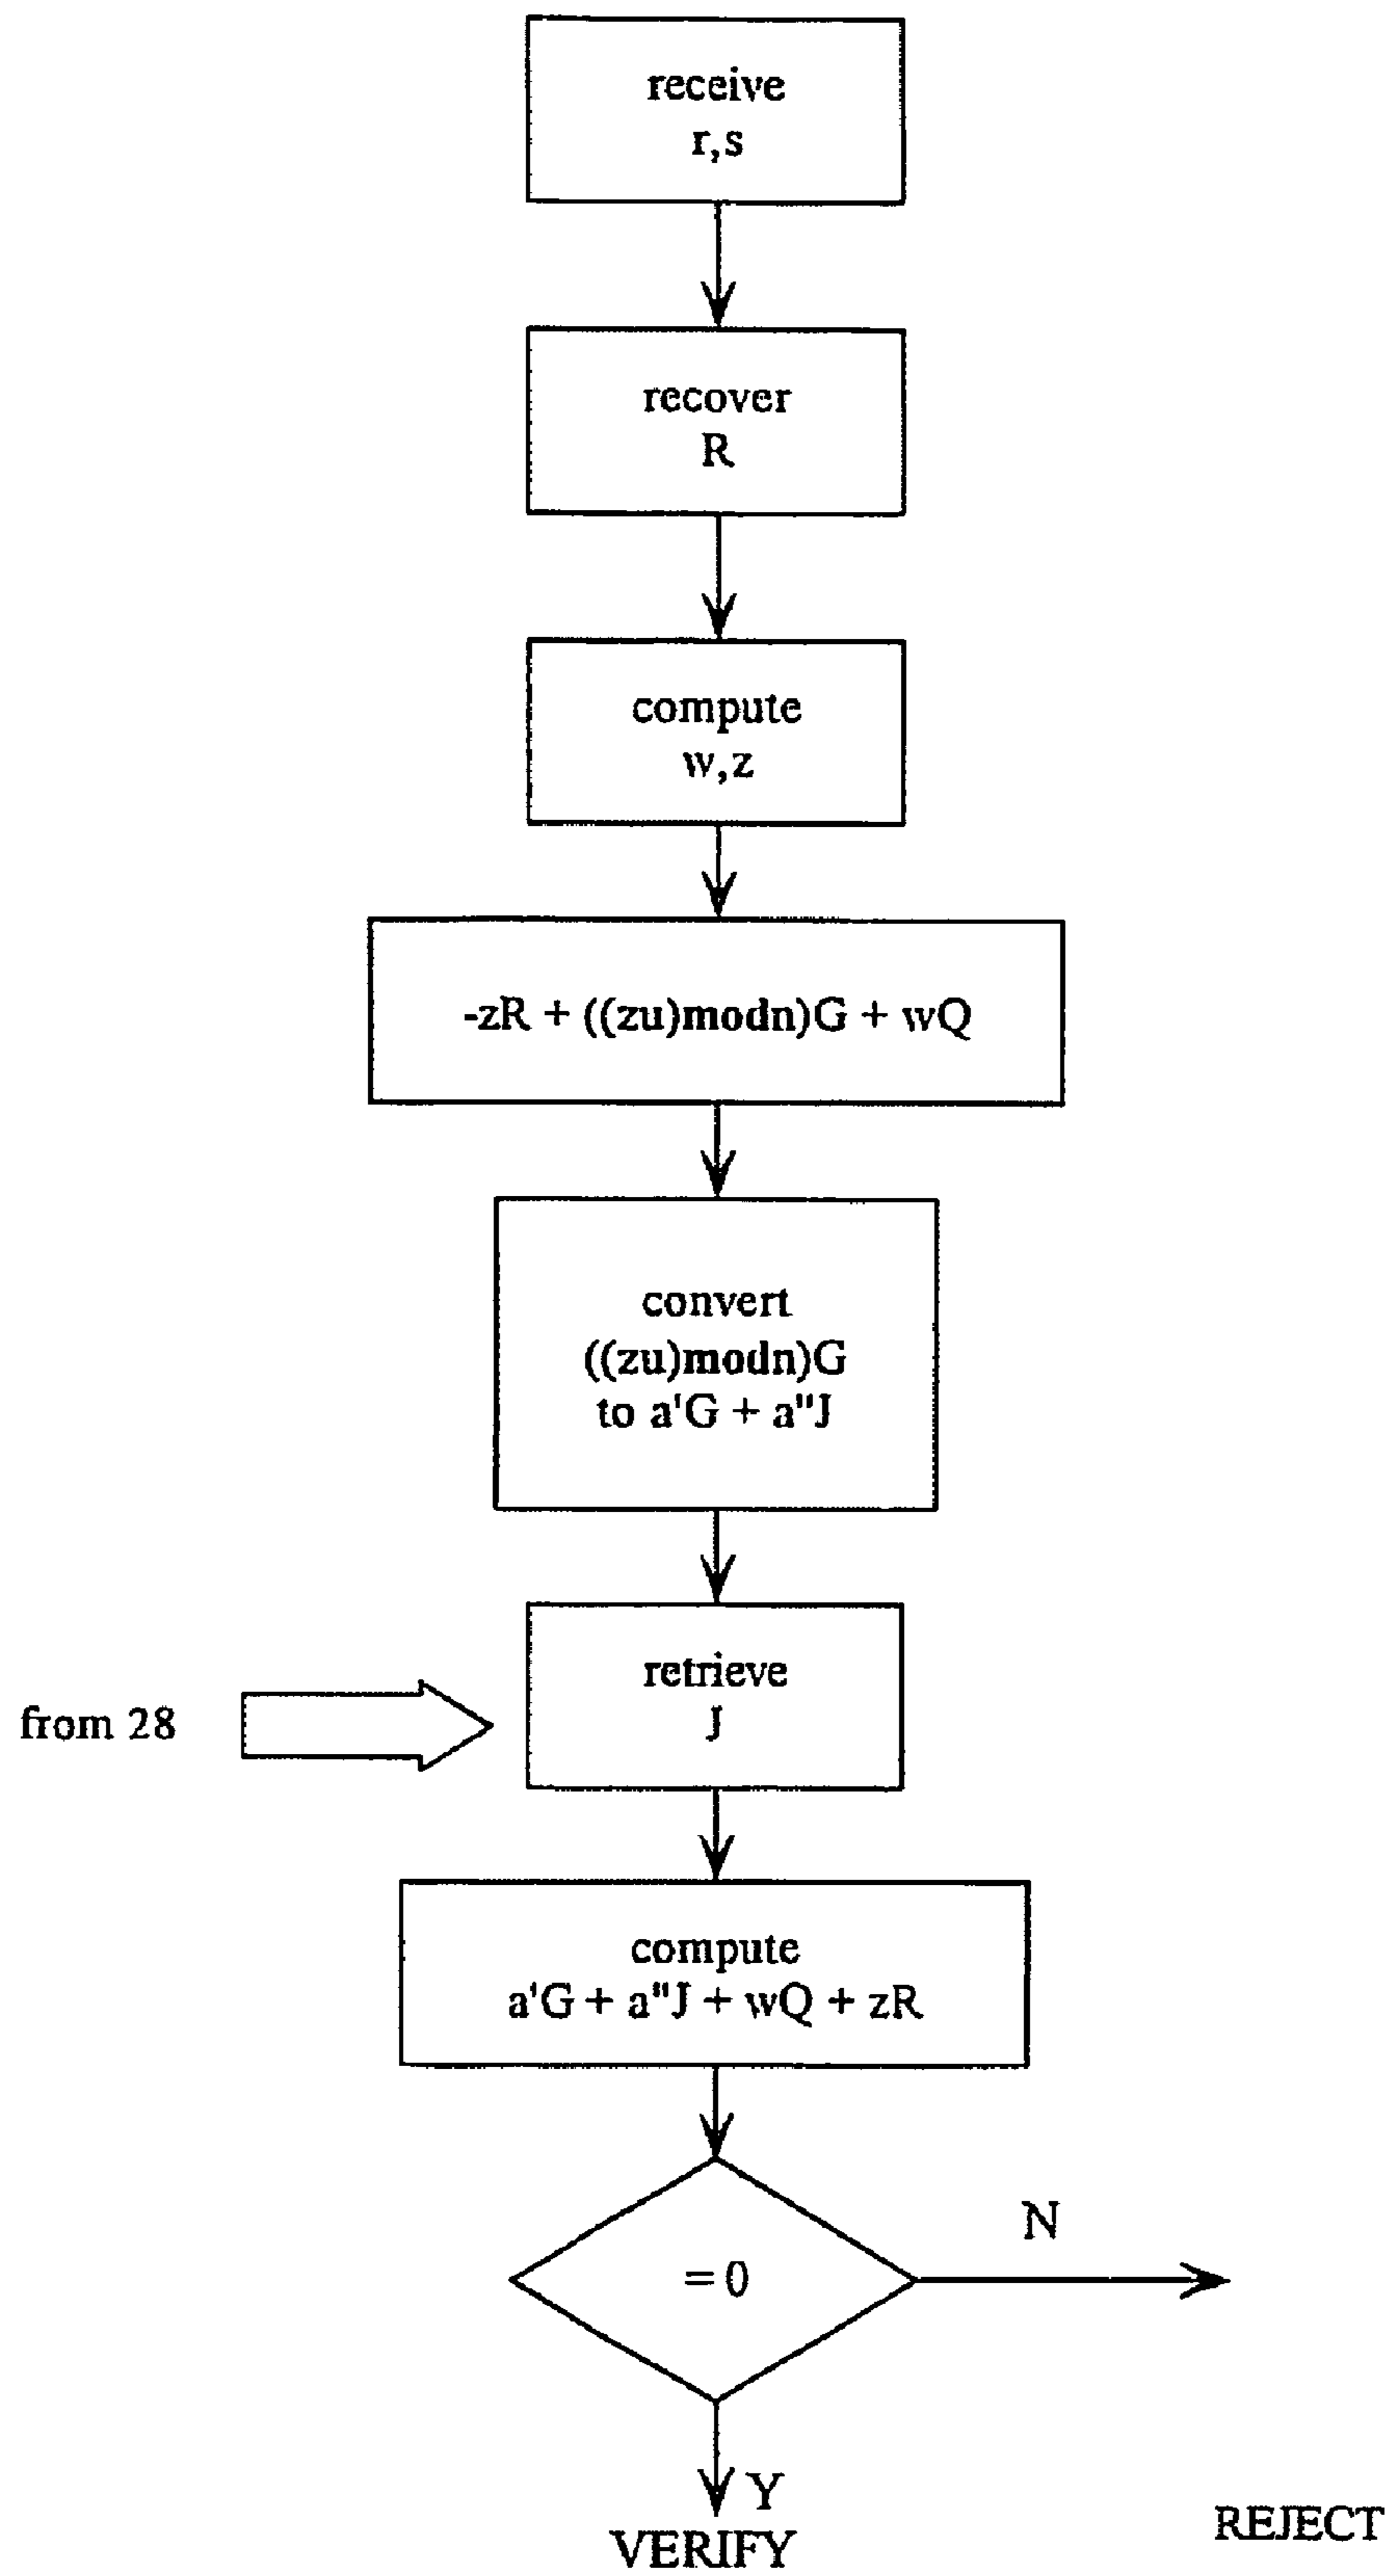 receive
r,s
recover
R
compute
w,z
-zR + ((zu)modn)G + wQ
convert
((zu)modn)G
to a'G + a"J
retrieve
J
from 28
compute
a'G + a"J + wQ + zR
= 0
N
Y
VERIFY
REJECT